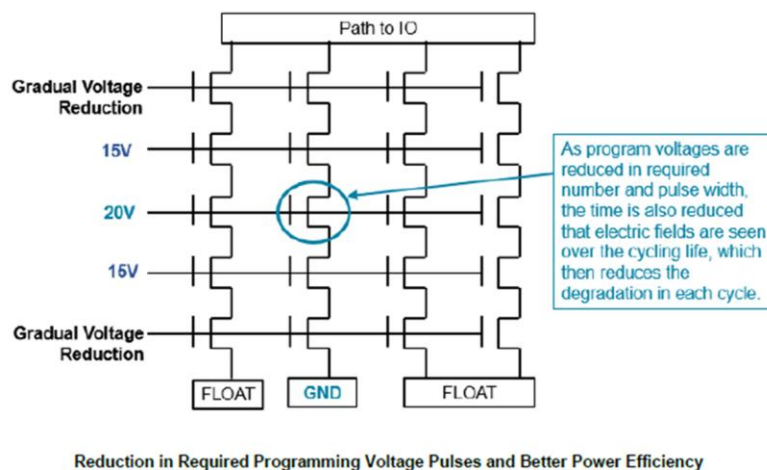 Path to IO
Gradual Voltage
Reduction
15V
20V
15V
Gradual Voltage
Reduction
As program voltages are
reduced in required
number and pulse width,
the time is also reduced
that electric fields are seen
over the cycling life, which
then reduces the
degradation in each cycle.
FLOAT
GND
FLOAT
Reduction in Required Programming Voltage Pulses and Better Power Efficiency